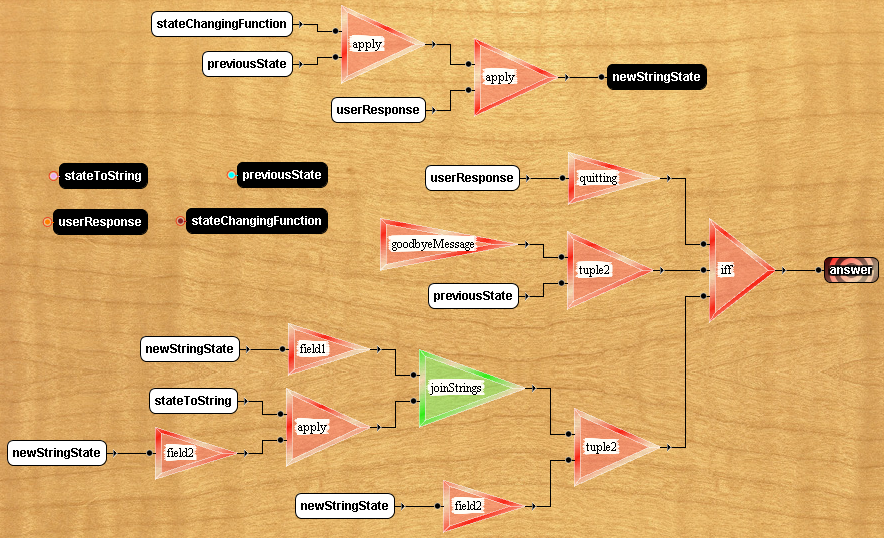 stateChangingFunction
apply
previousState
apply
newStringState
userResponse
stateToString
previousState
userResponse
quitting
userResponse
stateChangingFunction
goodbyeMessage
tuple2
iff
answer
previousState
newStringState
field1
joinStrings
stateToString
apply
newStringState
field2
tuple2
newStringState
field2